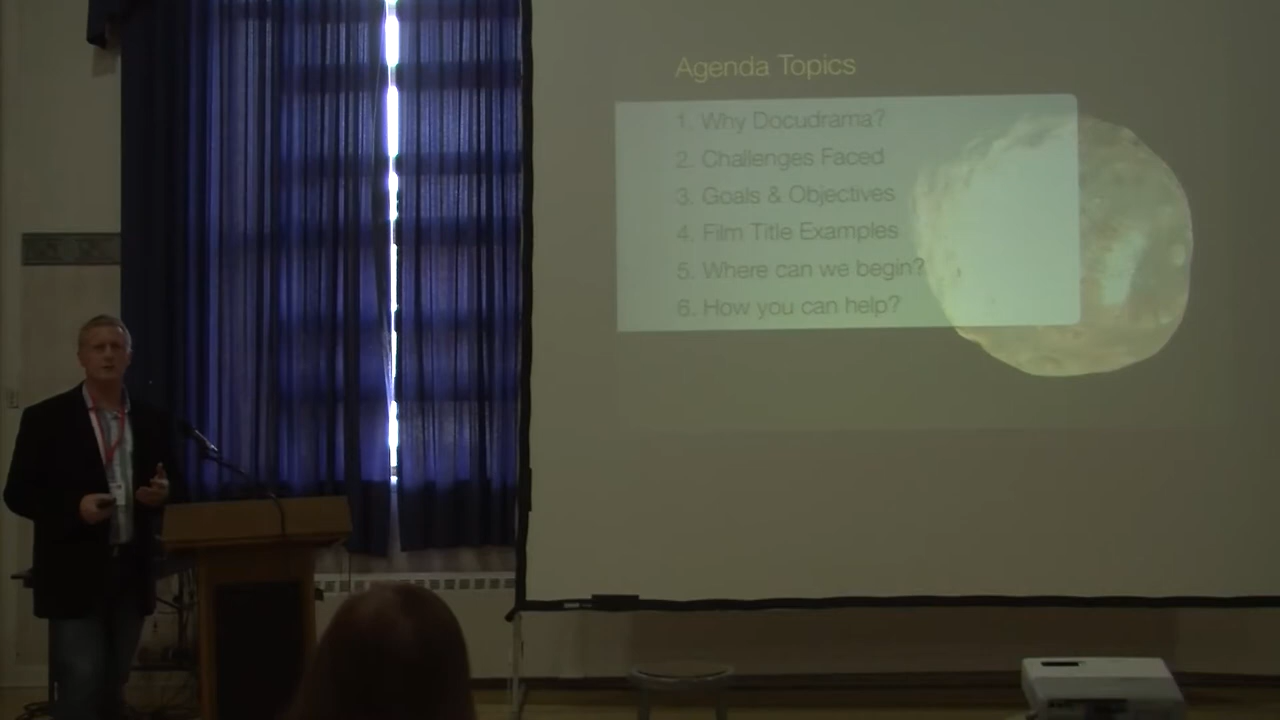 Agenda Topics
1. Why Docudrama?
2. Challenges Faced
3. Goals & Objectives
4. Film Title Examples
5. Where can we begin?
6. How you can help?